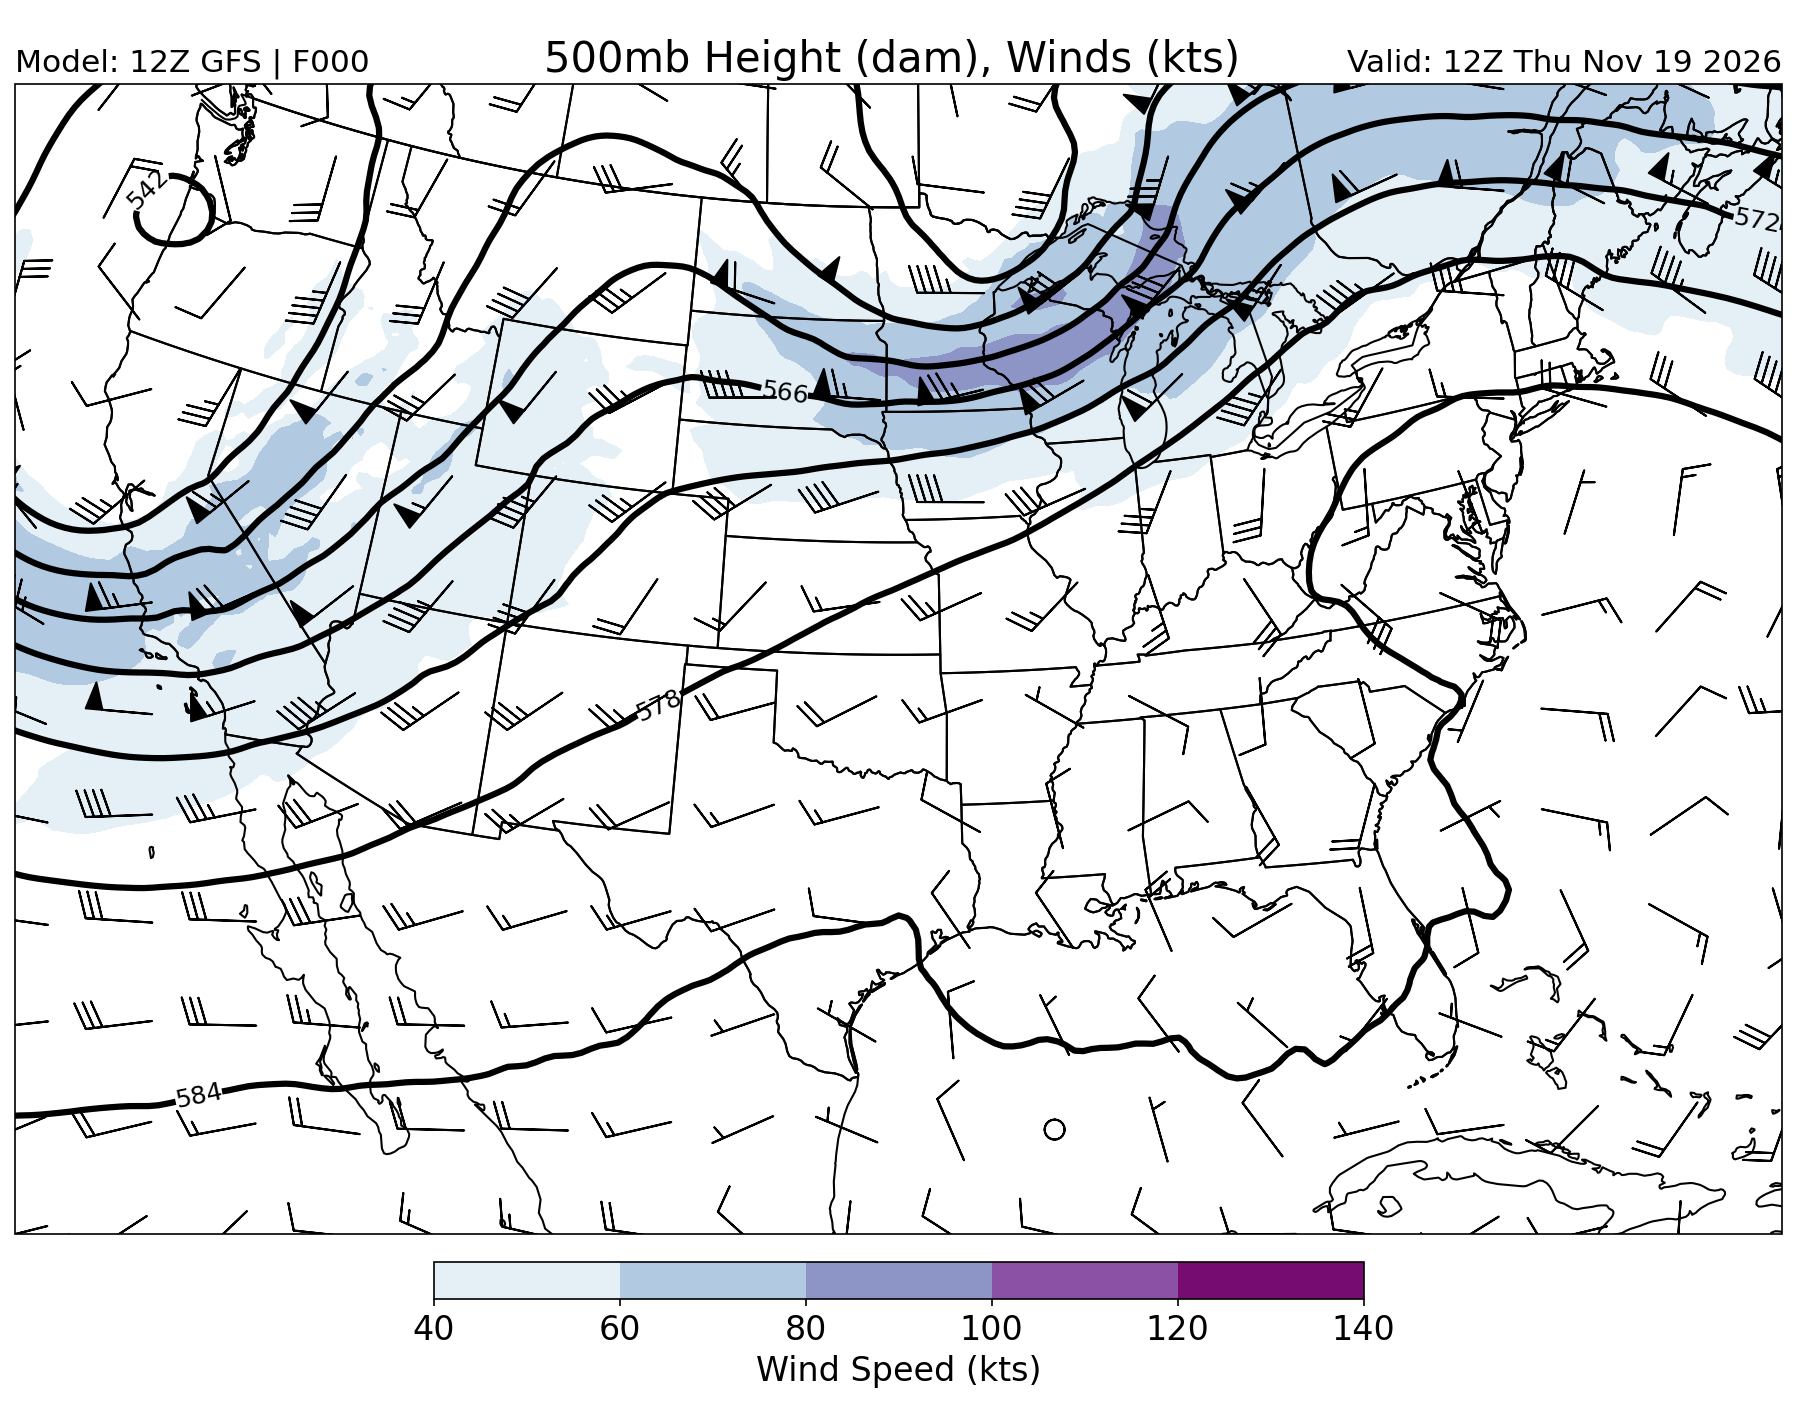 Model: 12Z GFS | F000
500mb Height (dam), Winds (kts)
Valid: 12Z Thu Nov 19 2026
542
572
566
578
584
40 60 80 100 120 140
Wind Speed (kts)